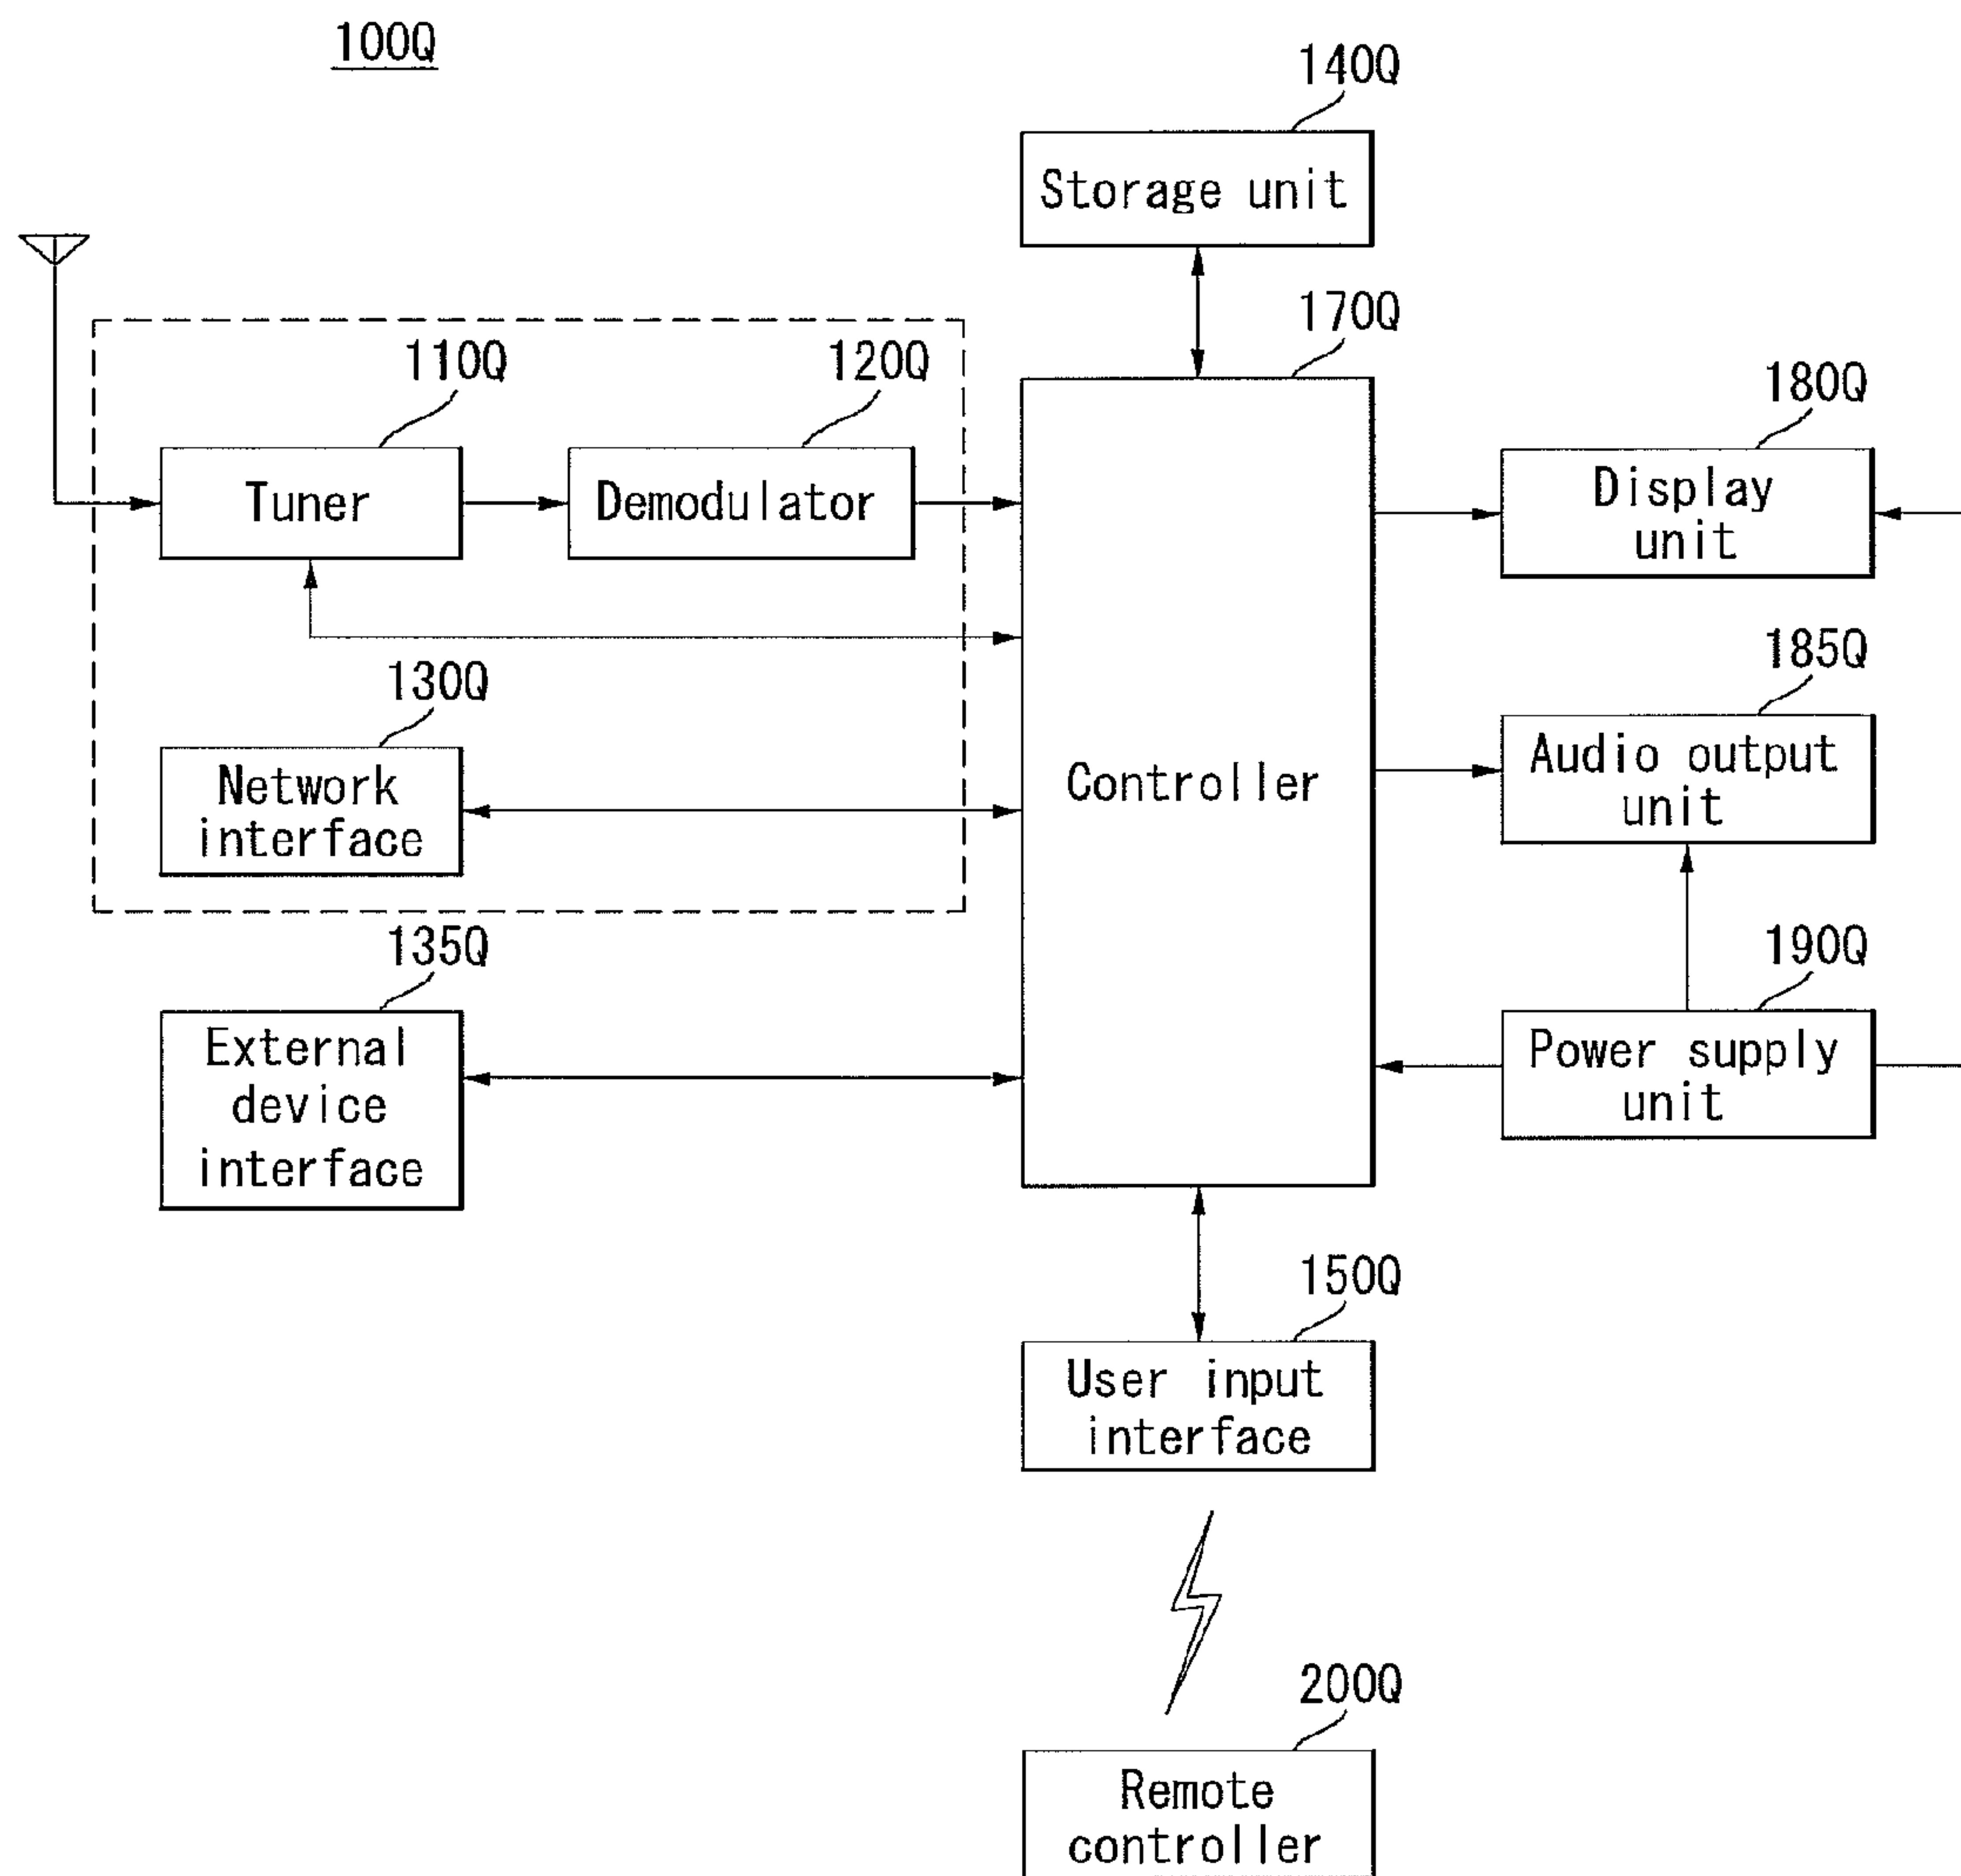 100Q
140Q
Storage unit
170Q
110Q
120Q
180Q
Tuner
Demodulator
Display
unit
130Q
185Q
Network
interface
Controller
Audio output
unit
135Q
190Q
External
device
interface
Power supply
unit
150Q
User input
interface
200Q
Remote
controller